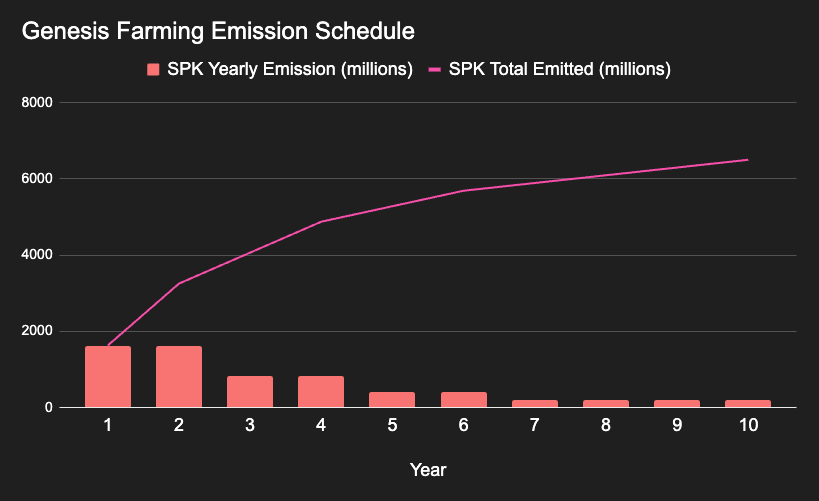 Genesis Farming Emission Schedule
SPK Yearly Emission (millions) SPK Total Emitted (millions)
8000
6000
4000
2000
0
1 2 3 4 5 6 7 8 9 10
Year